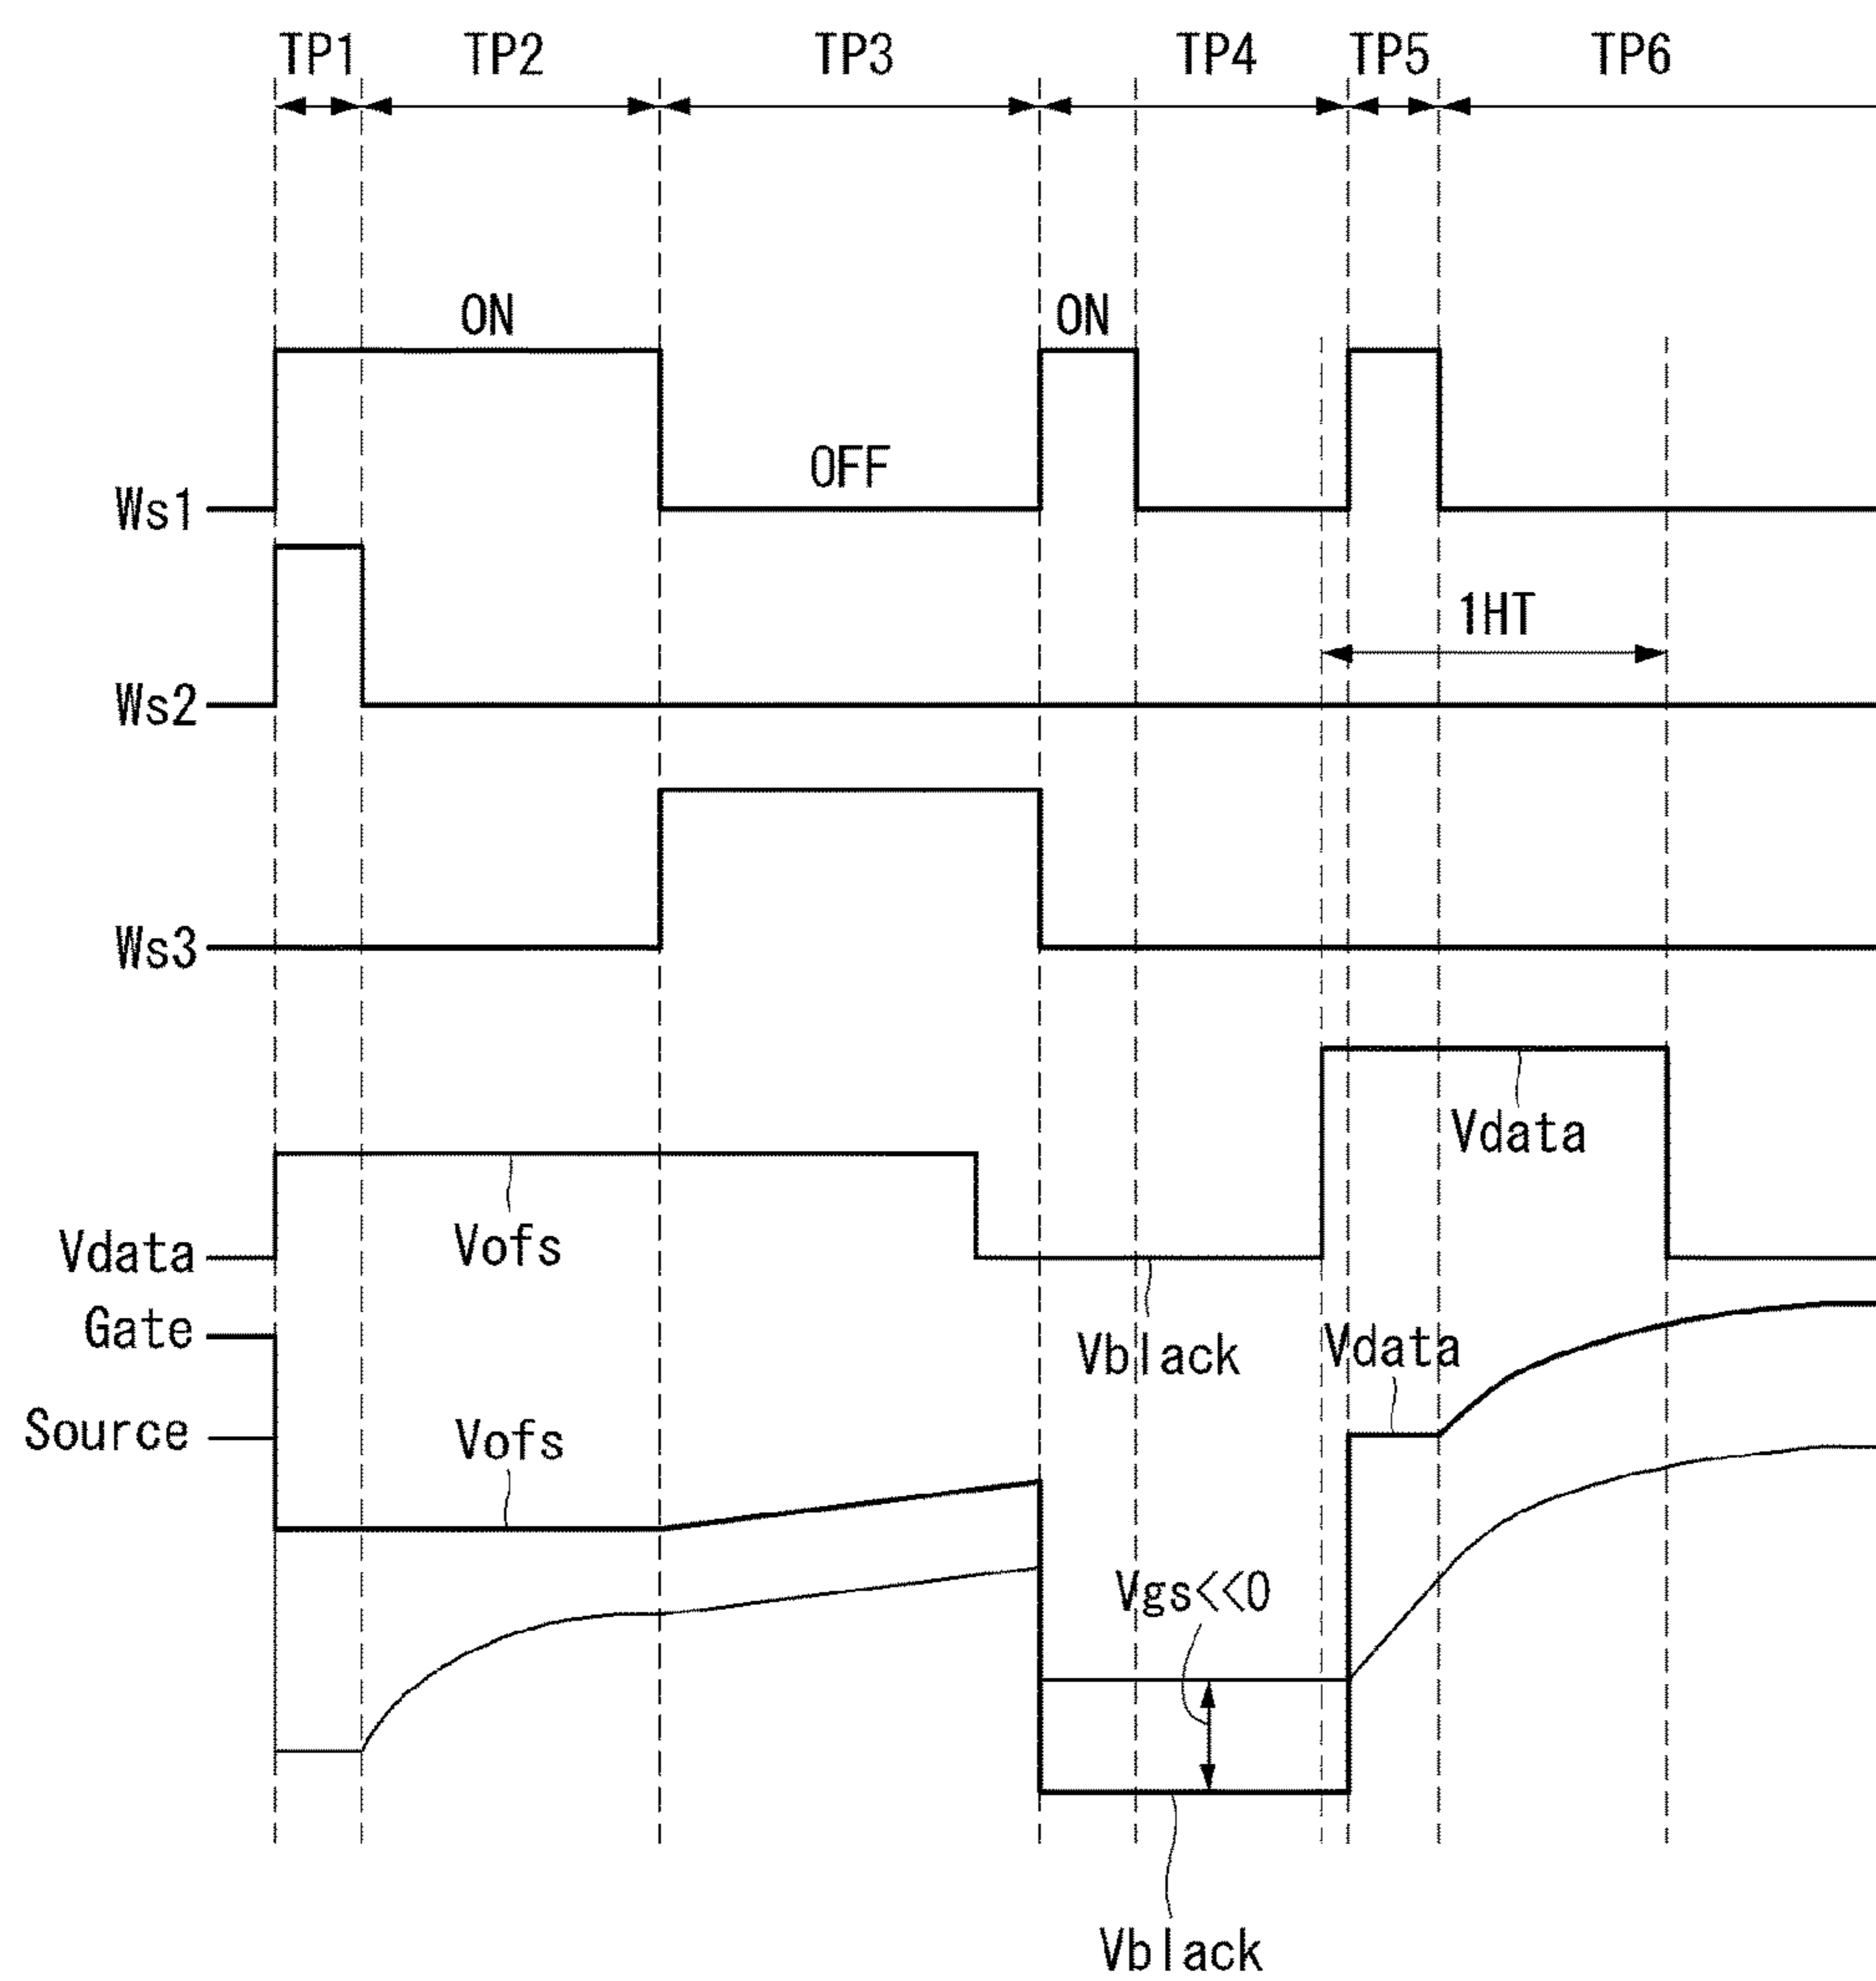 TP1 TP2 TP3 TP4 TP5 TP6
ON ON
OFF
Ws1
1HT
Ws2
Ws3
Vdata
Vofs
Vdata
Gate
Vblack
Vdata
Source
Vofs
Vgs<<0
Vblack